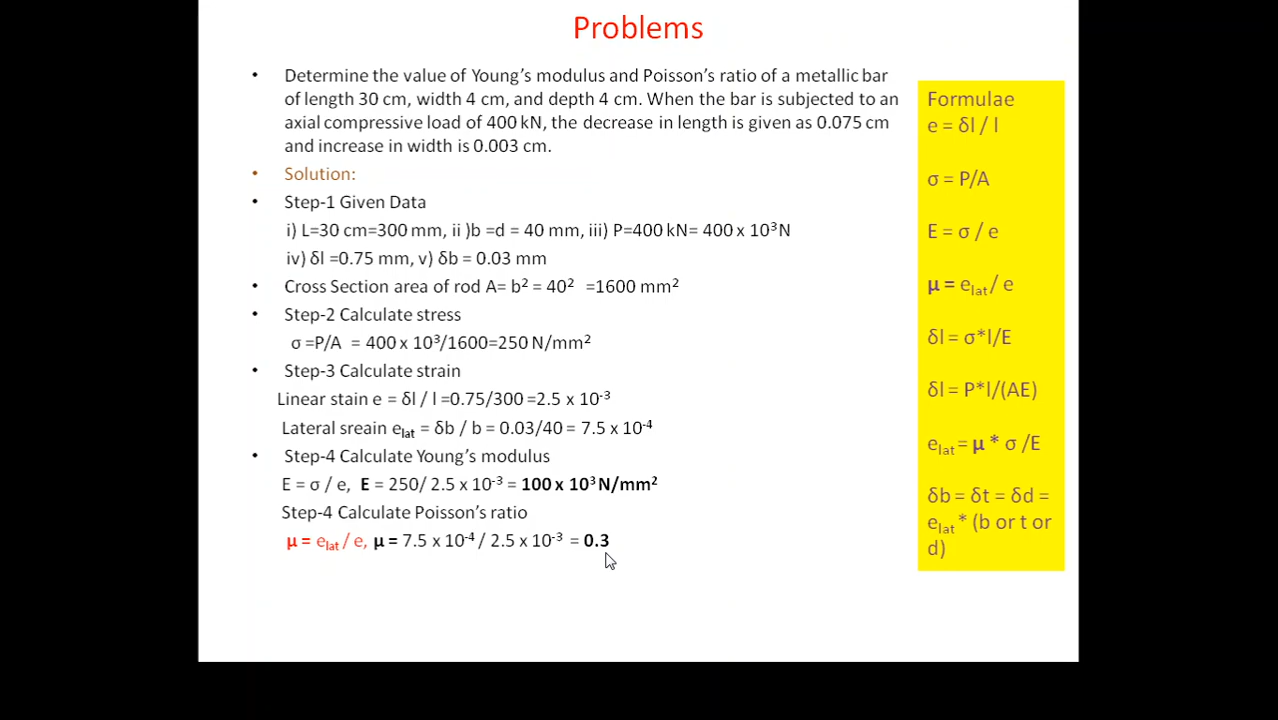 Problems
• Determine the value of Young's modulus and Poisson's ratio of a metallic bar
of length 30 cm, width 4 cm, and depth 4 cm. When the bar is subjected to an
axial compressive load of 400 kN, the decrease in length is given as 0.075 cm
and increase in width is 0.003 cm.
• Solution:
• Step-1 Given Data
i) L=30 cm=300 mm, ii )b =d = 40 mm, iii) P=400 kN= 400 x 10³N
iv) δl =0.75 mm, v) δb = 0.03 mm
• Cross Section area of rod A= b² = 40² =1600 mm²
• Step-2 Calculate stress
σ =P/A = 400 x 10³/1600=250 N/mm²
• Step-3 Calculate strain
Linear stain e = δl / l =0.75/300 =2.5 x 10⁻³
Lateral sreain eₗₐₜ = δb / b = 0.03/40 = 7.5 x 10⁻⁴
• Step-4 Calculate Young's modulus
E = σ / e, E = 250/ 2.5 x 10⁻³ = 100 x 10³ N/mm²
Step-4 Calculate Poisson's ratio
μ = eₗₐₜ / e, μ = 7.5 x 10⁻⁴ / 2.5 x 10⁻³ = 0.3
Formulae
e = δl / l
σ = P/A
E = σ / e
μ = eₗₐₜ / e
δl = σ*l/E
δl = P*l/(AE)
eₗₐₜ = μ * σ /E
δb = δt = δd =
eₗₐₜ * (b or t or
d)